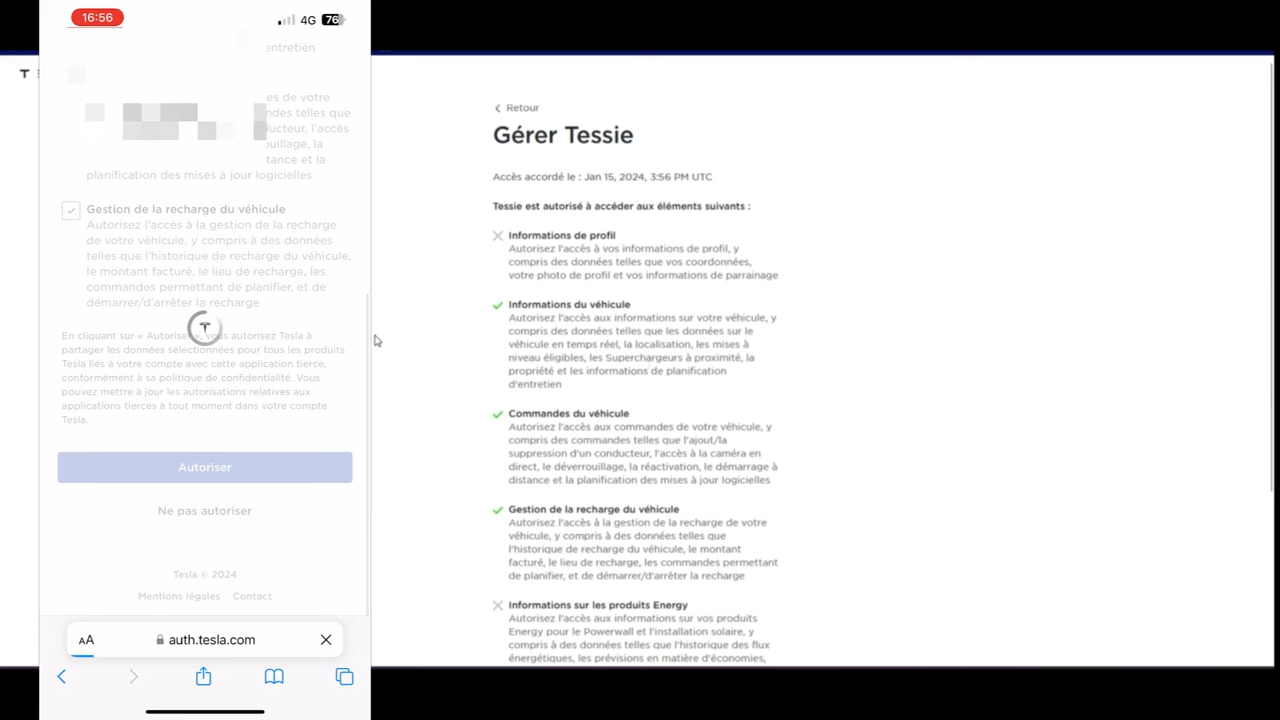 16:56
4G
76
entretien
es de votre
ndes telles que
ducteur, l'accès
ouillage, la
tance et la
planification des mises à jour logicielles
Gestion de la recharge du véhicule
Autorisez l'accès à la gestion de la recharge
de votre véhicule, y compris à des données
telles que l'historique de recharge du véhicule,
le montant facturé, le lieu de recharge, les
commandes permettant de planifier, et de
démarrer/d'arrêter la recharge
En cliquant sur « Autoriser », vous autorisez Tesla à
partager les données sélectionnées pour tous les produits
Tesla liés à votre compte avec cette application tierce,
conformément à sa politique de confidentialité. Vous
pouvez mettre à jour les autorisations relatives aux
applications tierces à tout moment dans votre compte
Tesla.
Autoriser
Ne pas autoriser
Tesla © 2024
Mentions légales Contact
AA auth.tesla.com
Retour
Gérer Tessie
Accès accordé le : Jan 15, 2024, 3:56 PM UTC
Tessie est autorisé à accéder aux éléments suivants :
Informations de profil
Autorisez l'accès à vos informations de profil, y
compris des données telles que vos coordonnées,
votre photo de profil et vos informations de parrainage
Informations du véhicule
Autorisez l'accès aux informations sur votre véhicule, y
compris des données telles que les données sur le
véhicule en temps réel, la localisation, les mises à
niveau éligibles, les Superchargeurs à proximité, la
propriété et les informations de planification
d'entretien
Commandes du véhicule
Autorisez l'accès aux commandes de votre véhicule, y
compris des commandes telles que l'ajout/la
suppression d'un conducteur, l'accès à la caméra en
direct, le déverrouillage, la réactivation, le démarrage à
distance et la planification des mises à jour logicielles
Gestion de la recharge du véhicule
Autorisez l'accès à la gestion de la recharge de votre
véhicule, y compris à des données telles que
l'historique de recharge du véhicule, le montant
facturé, le lieu de recharge, les commandes permettant
de planifier, et de démarrer/d'arrêter la recharge
Informations sur les produits Energy
Autorisez l'accès aux informations sur vos produits
Energy pour le Powerwall et l'installation solaire, y
compris à des données telles que l'historique des flux
énergétiques, les prévisions en matière d'économies,